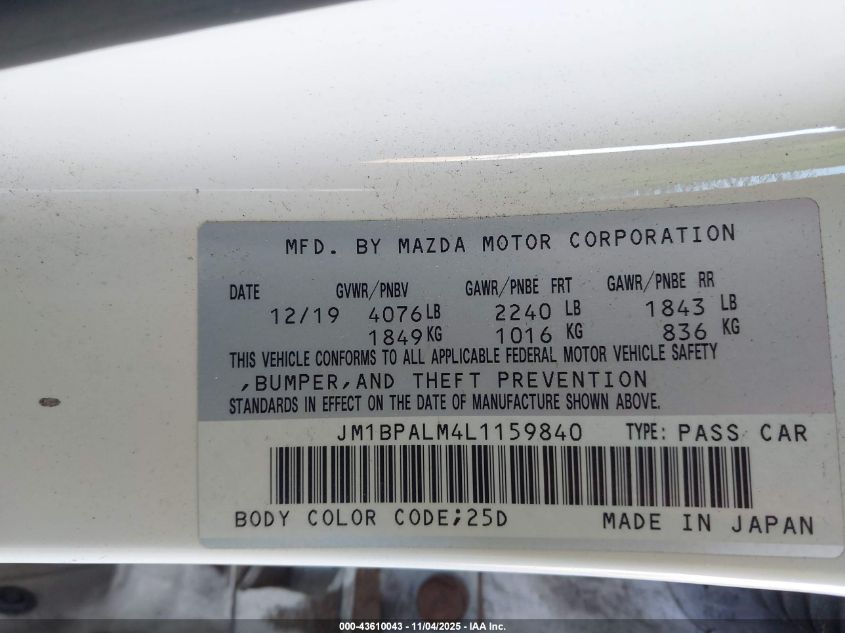 MFD. BY MAZDA MOTOR CORPORATION
DATE GVWR/PNBV GAWR/PNBE FRT GAWR/PNBE RR
12/19 4076LB 2240 LB 1843 LB
1849KG 1016 KG 836 KG
THIS VEHICLE CONFORMS TO ALL APPLICABLE FEDERAL MOTOR VEHICLE SAFETY
,BUMPER,AND THEFT PREVENTION
STANDARDS IN EFFECT ON THE DATE OF MANUFACTURE SHOWN ABOVE.
JM1BPALM4L1159840 TYPE: PASS CAR
BODY COLOR CODE;25D MADE IN JAPAN
000-43610043 - 11/04/2025 - IAA Inc.